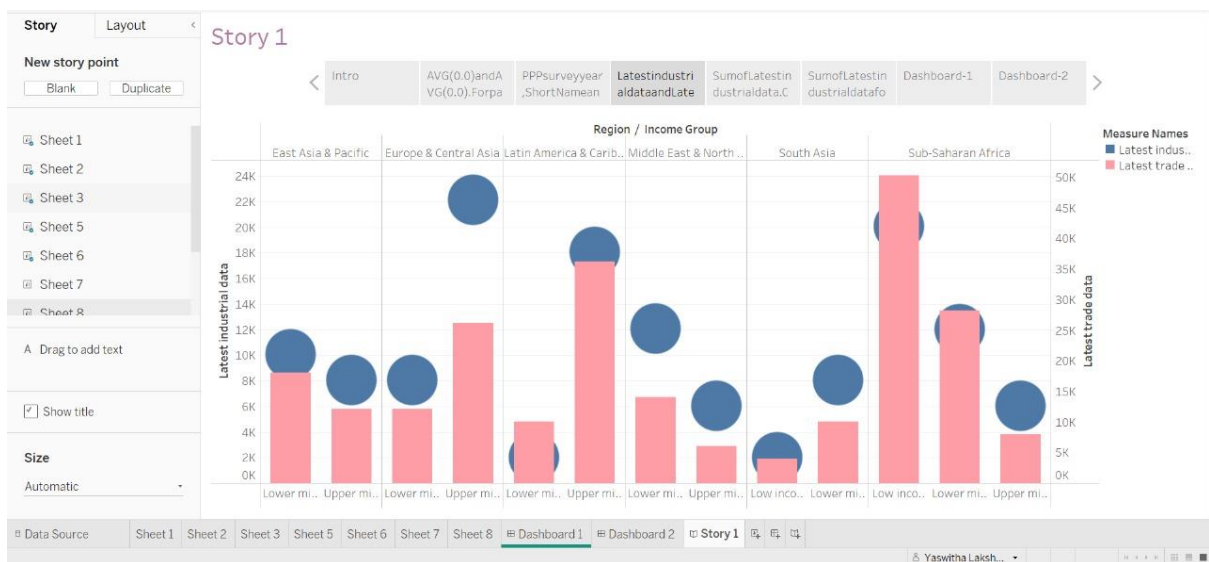 Story
Layout
Story 1
New story point
Blank
Duplicate
Intro
AVG(0.0)andA
VG(0.0).Forpa
PPPsurveyyear
,ShortNamean
Latestindustri
aldataandLate
SumofLatestin
dustrialdata.C
SumofLatestin
dustrialdatafo
Dashboard-1
Dashboard-2
Sheet 1
Sheet 2
Sheet 3
Sheet 5
Sheet 6
Sheet 7
Sheet 8
A Drag to add text
Show title
Size
Automatic
Region / Income Group
East Asia & Pacific
Europe & Central Asia
Latin America & Carib..
Middle East & North ..
South Asia
Sub-Saharan Africa
Latest industrial data
24K
22K
20K
18K
16K
14K
12K
10K
8K
6K
4K
2K
0K
50K
45K
40K
35K
30K
25K
20K
15K
10K
5K
0K
Latest trade data
Lower mi..
Upper mi..
Lower mi..
Upper mi..
Lower mi..
Upper mi..
Lower mi..
Upper mi..
Low inco..
Lower mi..
Low inco..
Lower mi..
Upper mi..
Measure Names
Latest indus..
Latest trade ..
Data Source
Sheet 1
Sheet 2
Sheet 3
Sheet 5
Sheet 6
Sheet 7
Sheet 8
Dashboard 1
Dashboard 2
Story 1
Yaswitha Laksh...